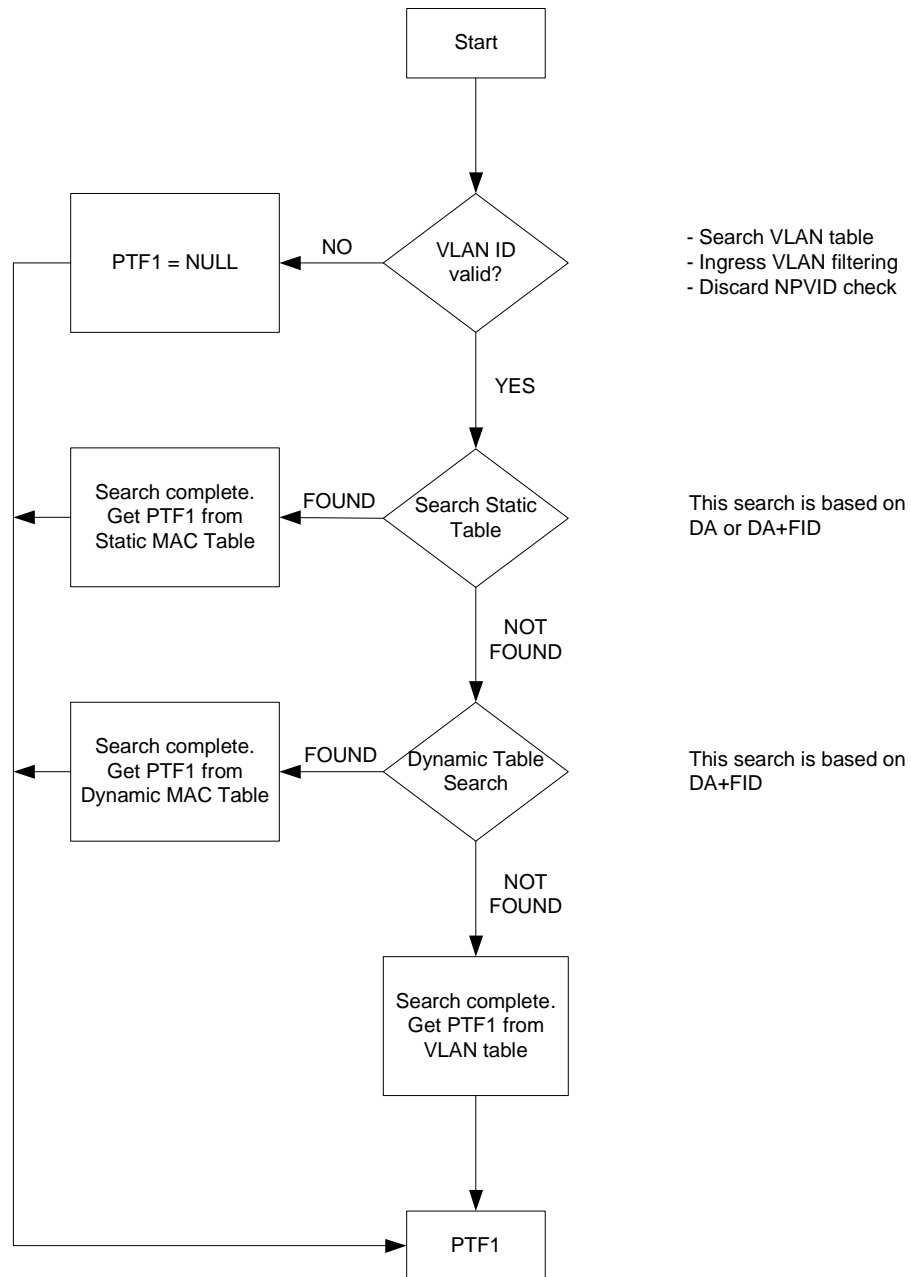 Start
PTF1 = NULL
NO
VLAN ID
valid?
- Search VLAN table
- Ingress VLAN filtering
- Discard NPVID check
YES
Search complete.
Get PTF1 from
Static MAC Table
FOUND
Search Static
Table
This search is based on
DA or DA+FID
NOT
FOUND
Search complete.
Get PTF1 from
Dynamic MAC Table
FOUND
Dynamic Table
Search
This search is based on
DA+FID
NOT
FOUND
Search complete.
Get PTF1 from
VLAN table
PTF1